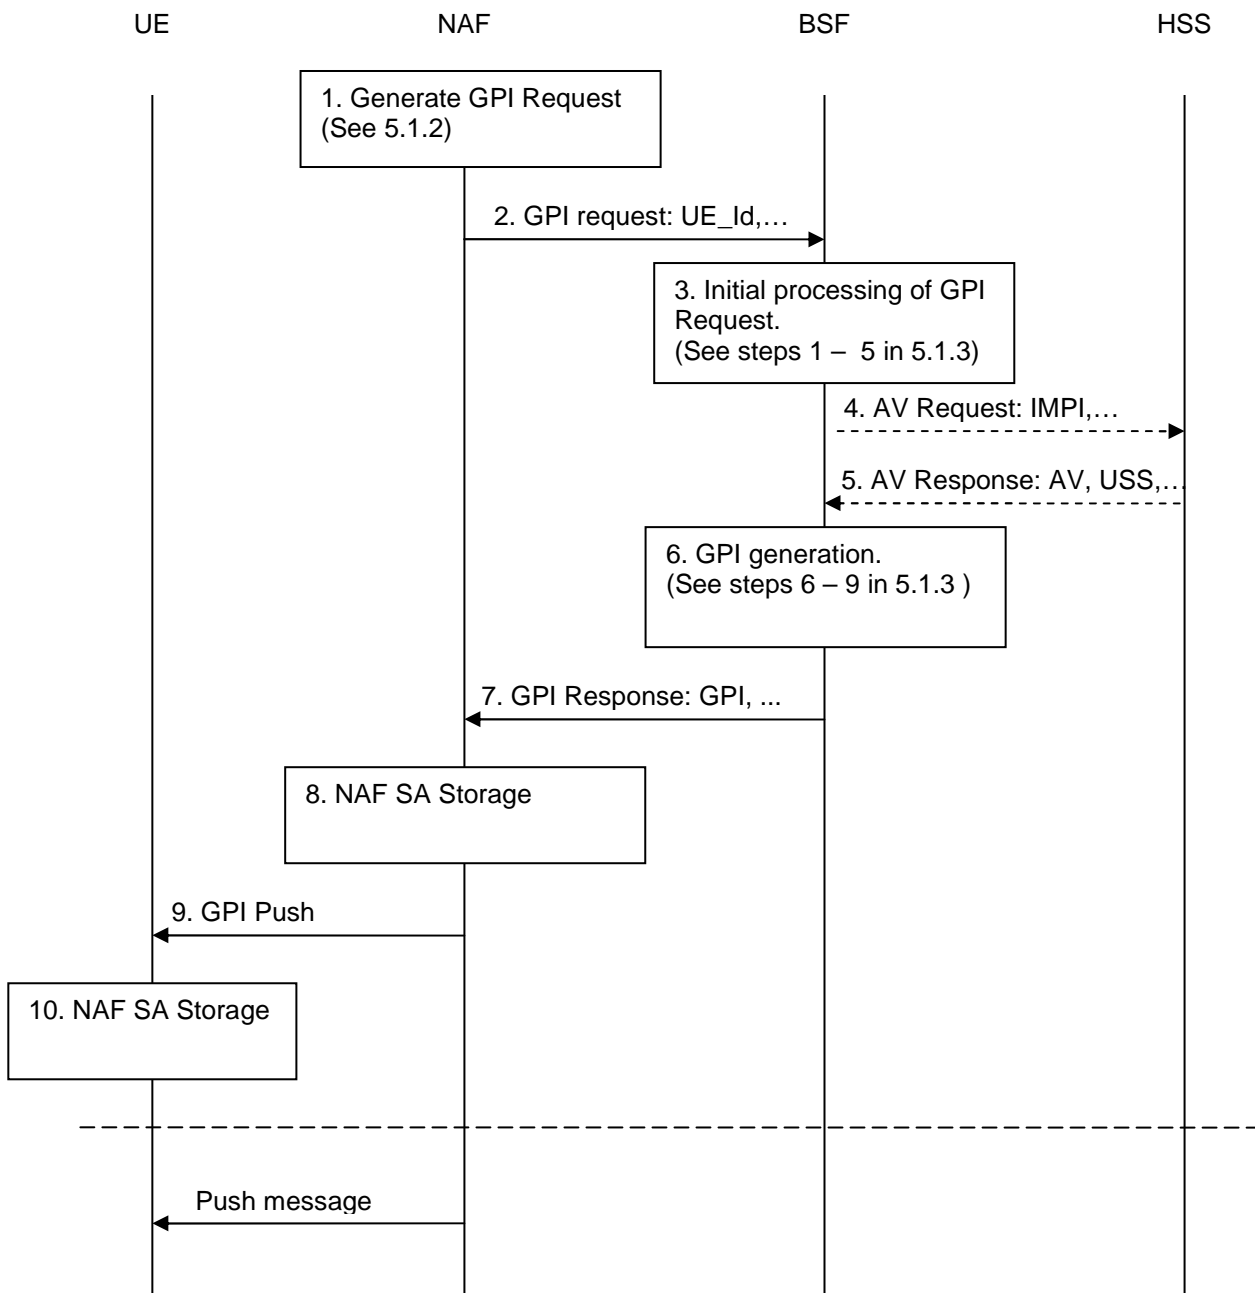 UE NAF BSF HSS
1. Generate GPI Request
(See 5.1.2)
2. GPI request: UE_Id,…
3. Initial processing of GPI
Request.
(See steps 1 – 5 in 5.1.3)
4. AV Request: IMPI,…
5. AV Response: AV, USS,…
6. GPI generation.
(See steps 6 – 9 in 5.1.3 )
7. GPI Response: GPI, ...
8. NAF SA Storage
9. GPI Push
10. NAF SA Storage
Push message